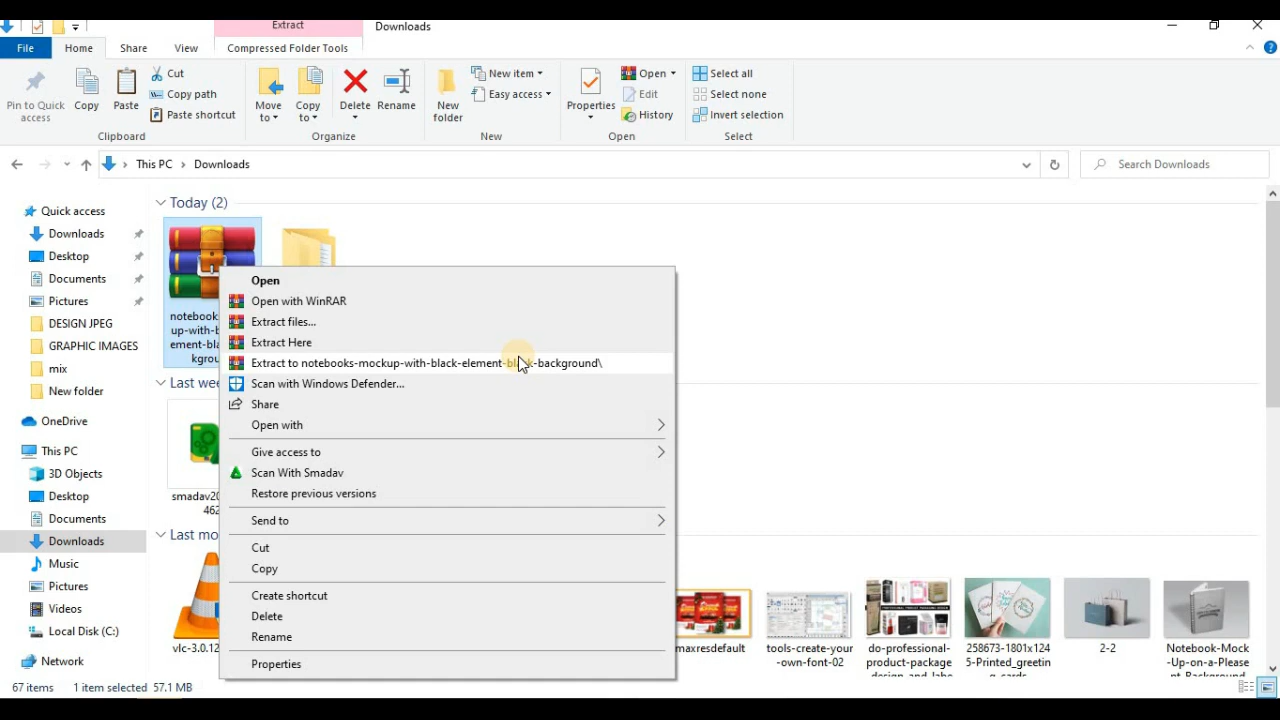 Extract
Downloads
File
Home
Share
View
Compressed Folder Tools
Pin to Quick
access
Copy
Paste
Cut
Copy path
Paste shortcut
Move
to
Copy
to
Delete
Rename
New
folder
New item
Easy access
Properties
Open
Edit
History
Select all
Select none
Invert selection
Clipboard
Organize
New
Open
Select
This PC
Downloads
Search Downloads
Quick access
Downloads
Desktop
Documents
Pictures
DESIGN JPEG
GRAPHIC IMAGES
mix
New folder
OneDrive
This PC
3D Objects
Desktop
Documents
Downloads
Music
Pictures
Videos
Local Disk (C:)
Network
Today (2)
notebook
up-with-b
ement-bla
kgrou
Last wee
smadav20
462
Last mo
vlc-3.0.12
Open
Open with WinRAR
Extract files...
Extract Here
Extract to notebooks-mockup-with-black-element-black-background\
Scan with Windows Defender...
Share
Open with
Give access to
Scan With Smadav
Restore previous versions
Send to
Cut
Copy
Create shortcut
Delete
Rename
Properties
maxresdefault
tools-create-your
-own-font-02
do-professional-
product-package
design-and-labe
258673-1801x124
5-Printed_greetin
g_cards
2-2
Notebook-Mock
-Up-on-a-Please
nt-Background
67 items
1 item selected
57.1 MB